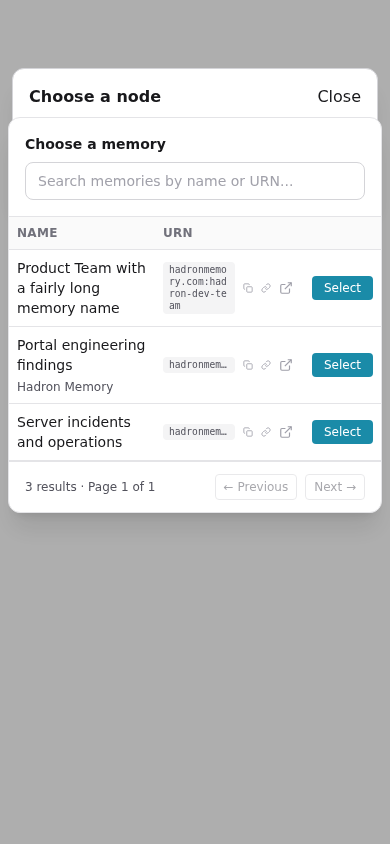 Choose a node
Close
Choose a memory
Search memories by name or URN...
NAME
URN
Product Team with
a fairly long
memory name
hadronmemo
ry.com:had
ron-dev-te
am
Select
Portal engineering
findings
Hadron Memory
hadronmem…
Select
Server incidents
and operations
hadronmem…
Select
3 results · Page 1 of 1
← Previous
Next →